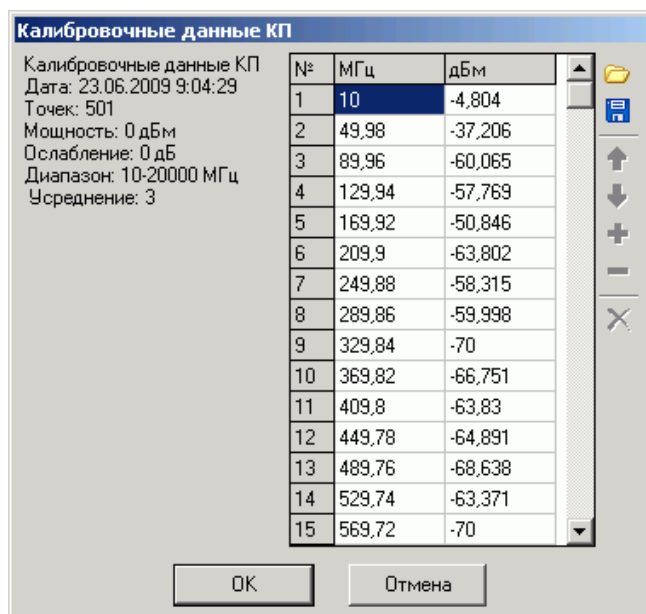 Калибровочные данные КП
Калибровочные данные КП
Дата: 23.06.2009 9:04:29
Точек: 501
Мощность: 0 дБм
Ослабление: 0 дБ
Диапазон: 10-20000 МГц
Усреднение: 3
№ МГц дБм
1 10 -4,804
2 49,98 -37,206
3 89,96 -60,065
4 129,94 -57,769
5 169,92 -50,846
6 209,9 -63,802
7 249,88 -58,315
8 289,86 -59,998
9 329,84 -70
10 369,82 -66,751
11 409,8 -63,83
12 449,78 -64,891
13 489,76 -68,638
14 529,74 -63,371
15 569,72 -70
OK Отмена